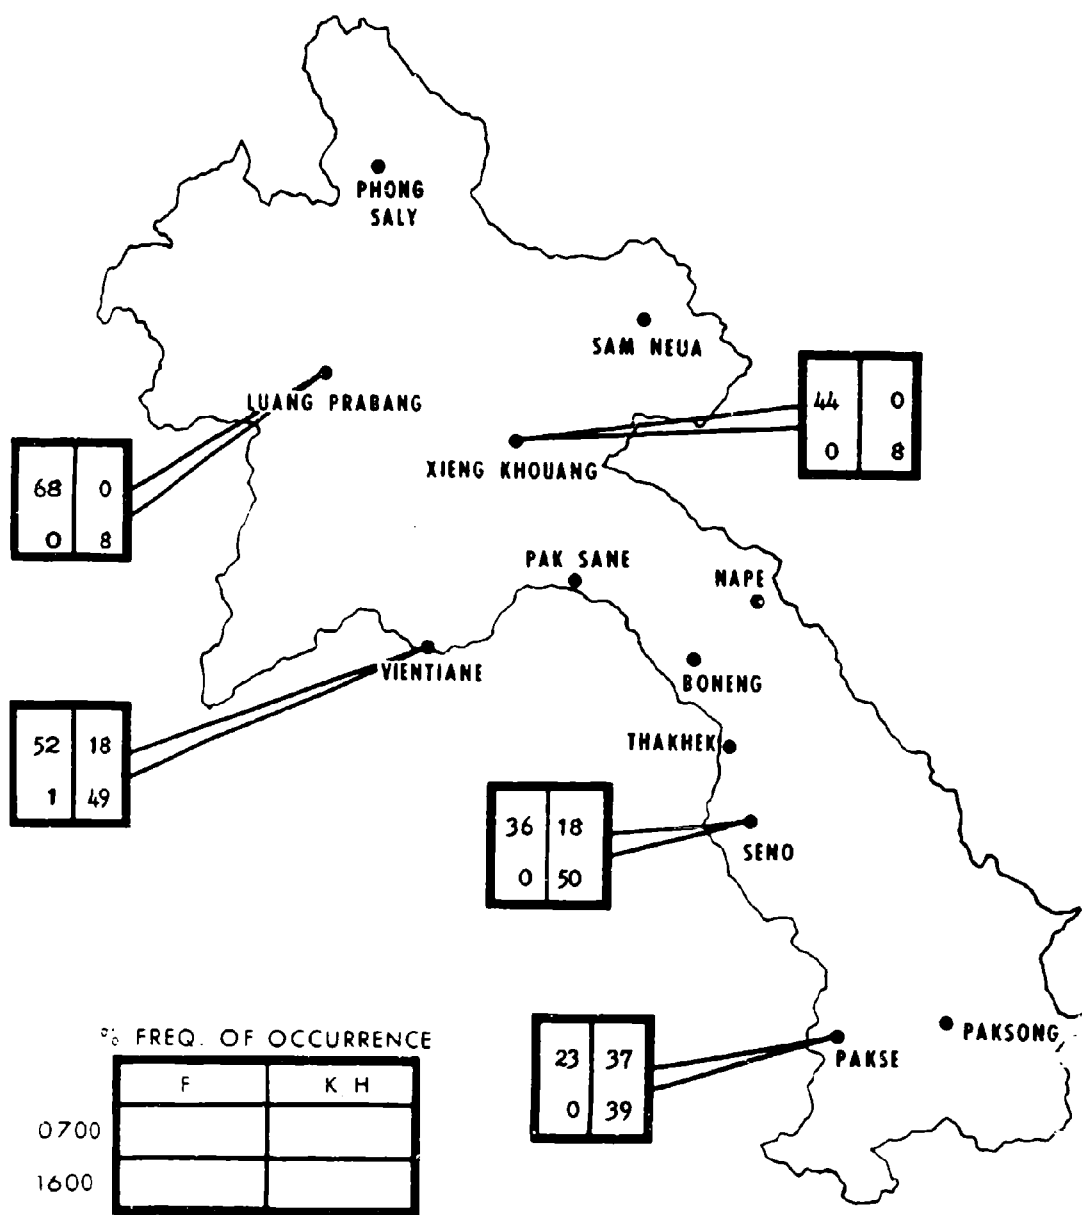 PHONG
SALY
SAM NEUA
LUANG PRABANG
44 0
0 8
XIENG KHOUANG
68 0
0 8
PAK SANE
NAPE
VIENTIANE
BONENG
52 18
1 49
THAKHEK
36 18
0 50
SENO
% FREQ. OF OCCURRENCE
F K H
0700
1600
23 37
0 39
PAKSE
PAKSONG